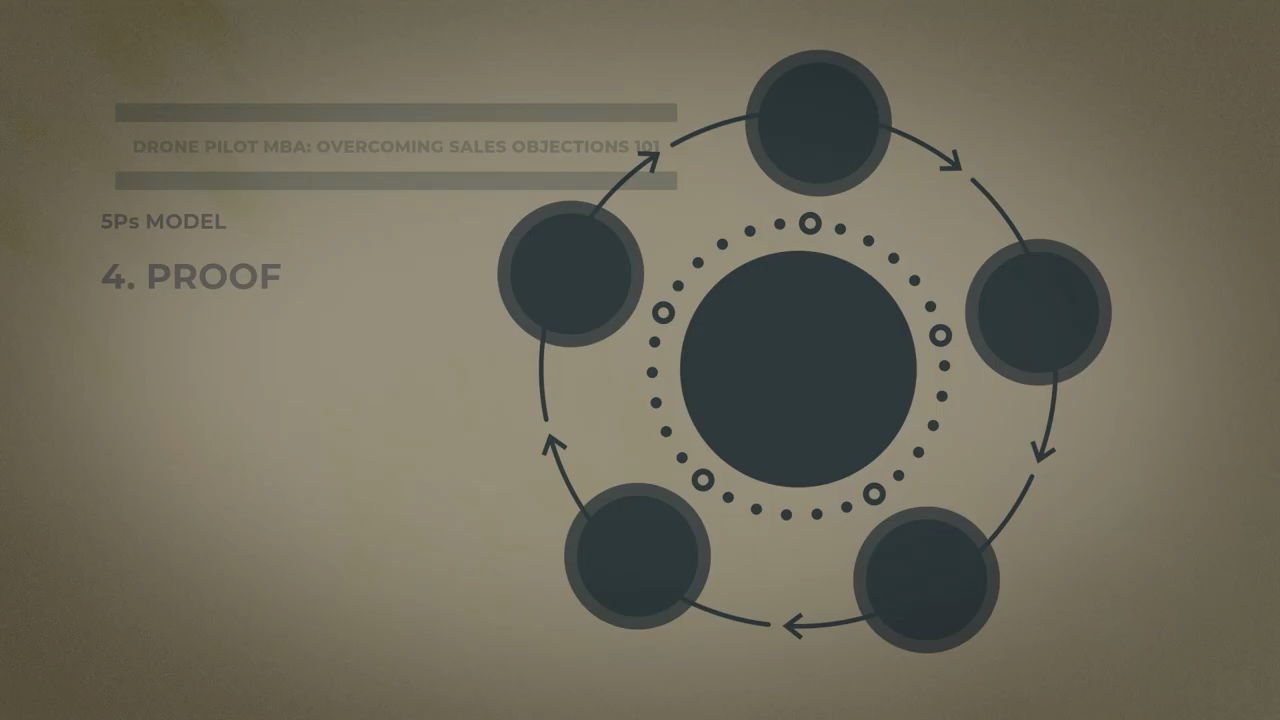 DRONE PILOT MBA: OVERCOMING SALES OBJECTIONS 101
5Ps MODEL
4. PROOF